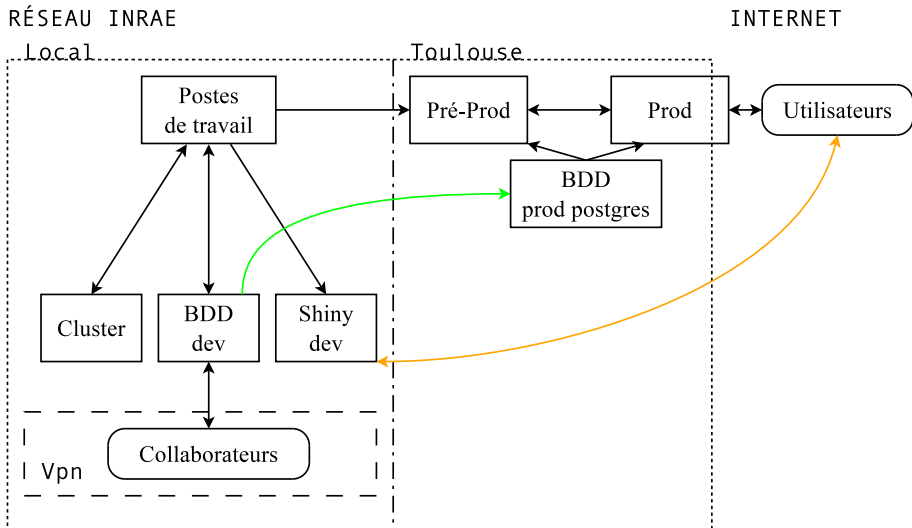 RÉSEAU INRAE
INTERNET
Local
Toulouse
Postes
de travail
Pré-Prod
Prod
Utilisateurs
BDD
prod postgres
Cluster
BDD
dev
Shiny
dev
Collaborateurs
Vpn